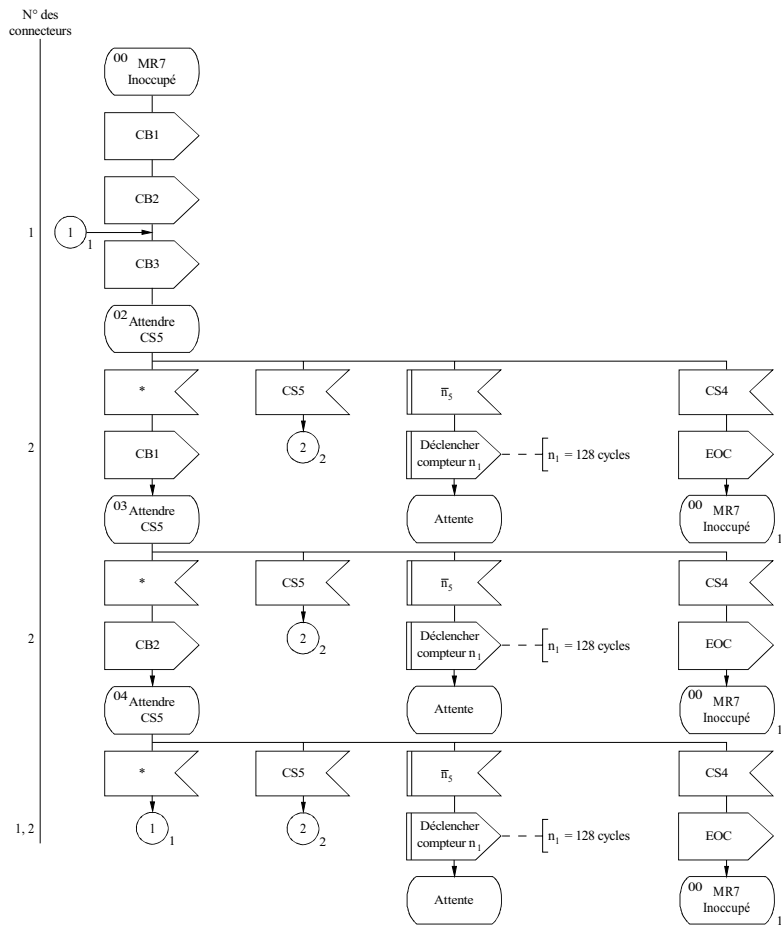 N° des
connecteurs
00 MR7
Inoccupé
CB1
CB2
1 1 1
CB3
02 Attendre
CS5
* CS5 n̅5 CS4
2 CB1 2 2 Déclencher
compteur n1 n1 = 128 cycles EOC
03 Attendre
CS5 Attente 00 MR7
Inoccupé 1
* CS5 n̅5 CS4
2 CB2 2 2 Déclencher
compteur n1 n1 = 128 cycles EOC
04 Attendre
CS5 Attente 00 MR7
Inoccupé 1
* CS5 n̅5 CS4
1, 2 1 1 2 2 Déclencher
compteur n1 n1 = 128 cycles EOC
Attente 00 MR7
Inoccupé 1